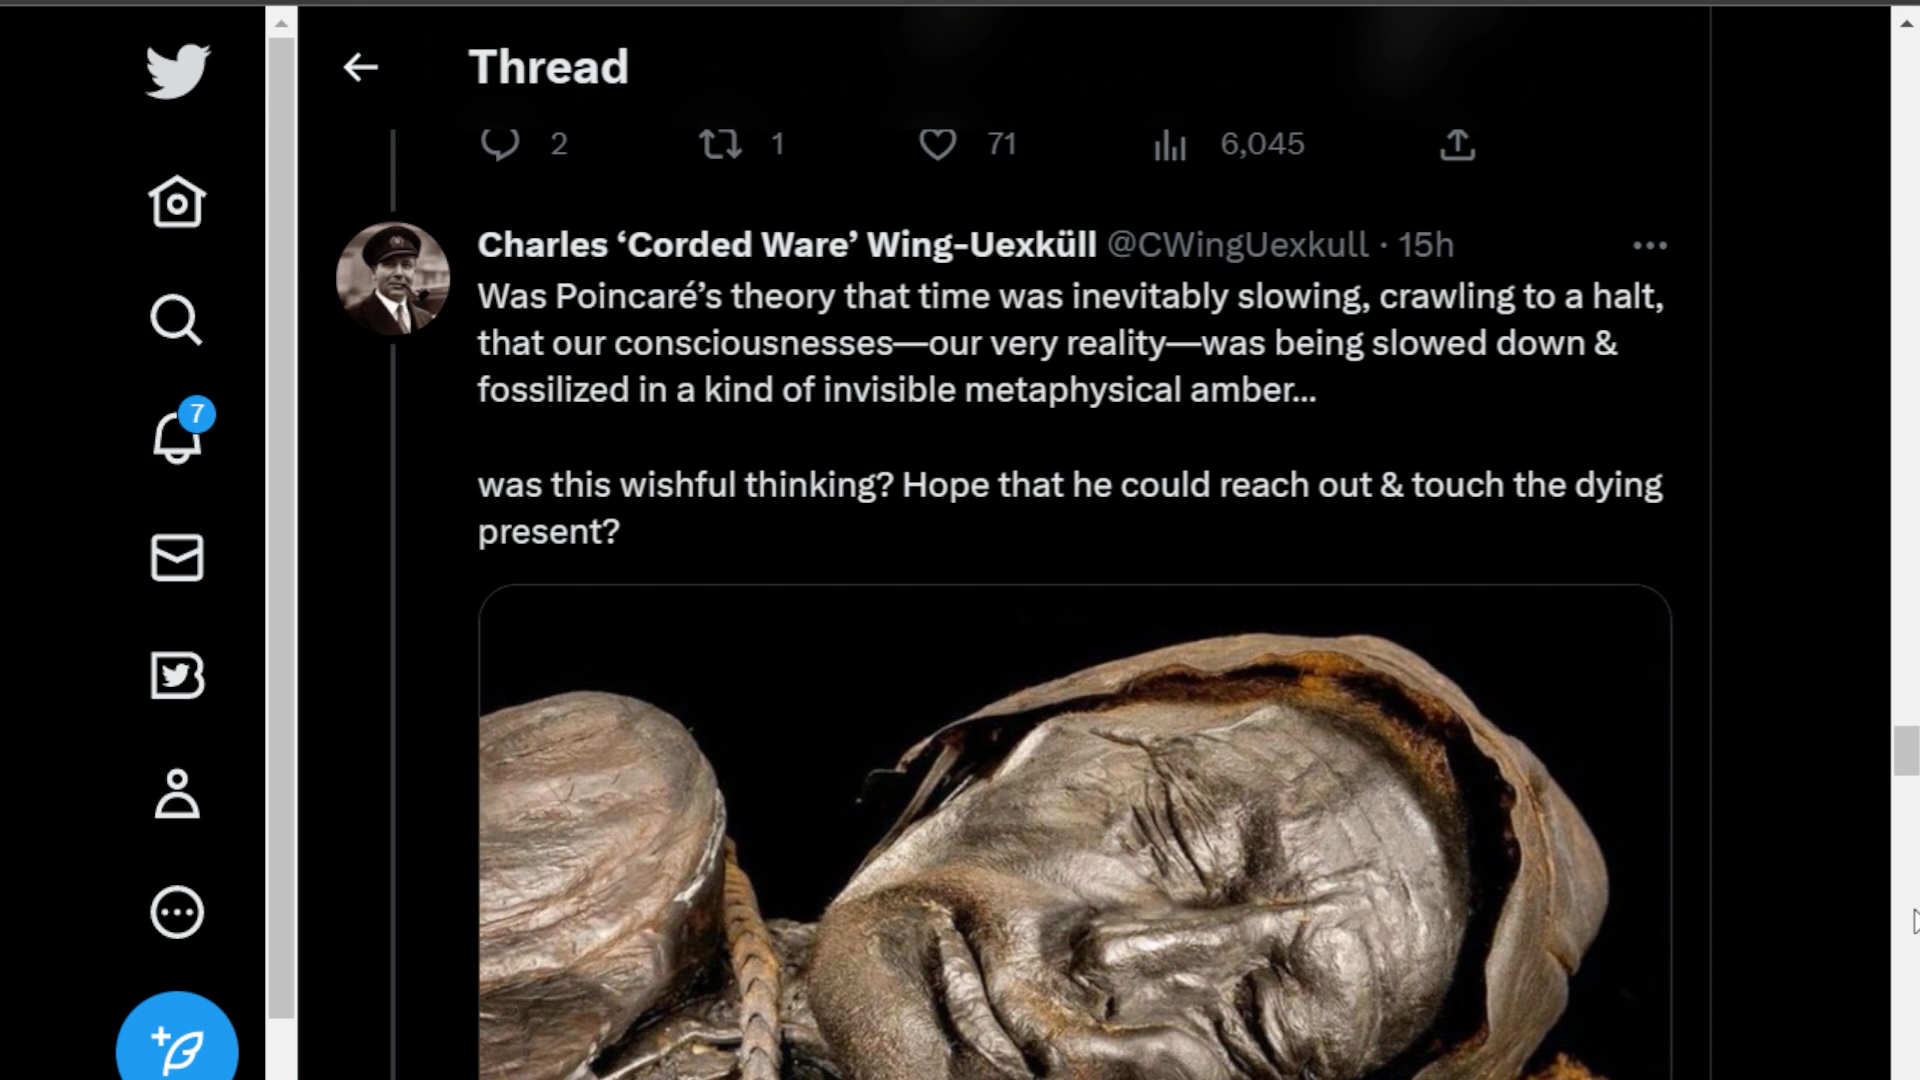 Thread
2 1 71 6,045
Charles ‘Corded Ware’ Wing-Uexküll @CWingUexkull · 15h
Was Poincaré’s theory that time was inevitably slowing, crawling to a halt,
that our consciousnesses—our very reality—was being slowed down &
fossilized in a kind of invisible metaphysical amber...
was this wishful thinking? Hope that he could reach out & touch the dying
present?
7